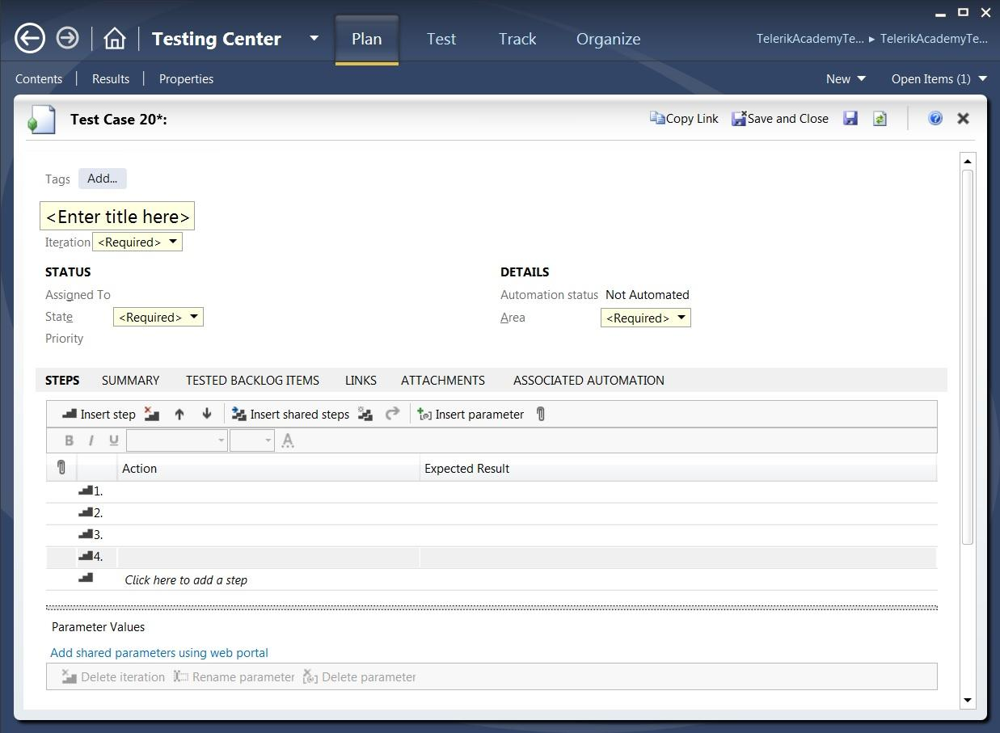 Testing Center Plan Test Track Organize TelerikAcademyTe... ▸ TelerikAcademyTe...
Contents Results Properties New Open Items (1)
Test Case 20*: Copy Link Save and Close
Tags Add...
<Enter title here>
Iteration <Required>
STATUS DETAILS
Assigned To Automation status Not Automated
State <Required> Area <Required>
Priority
STEPS SUMMARY TESTED BACKLOG ITEMS LINKS ATTACHMENTS ASSOCIATED AUTOMATION
Insert step Insert shared steps Insert parameter
B I U A
Action Expected Result
1.
2.
3.
4.
Click here to add a step
Parameter Values
Add shared parameters using web portal
Delete iteration Rename parameter Delete parameter